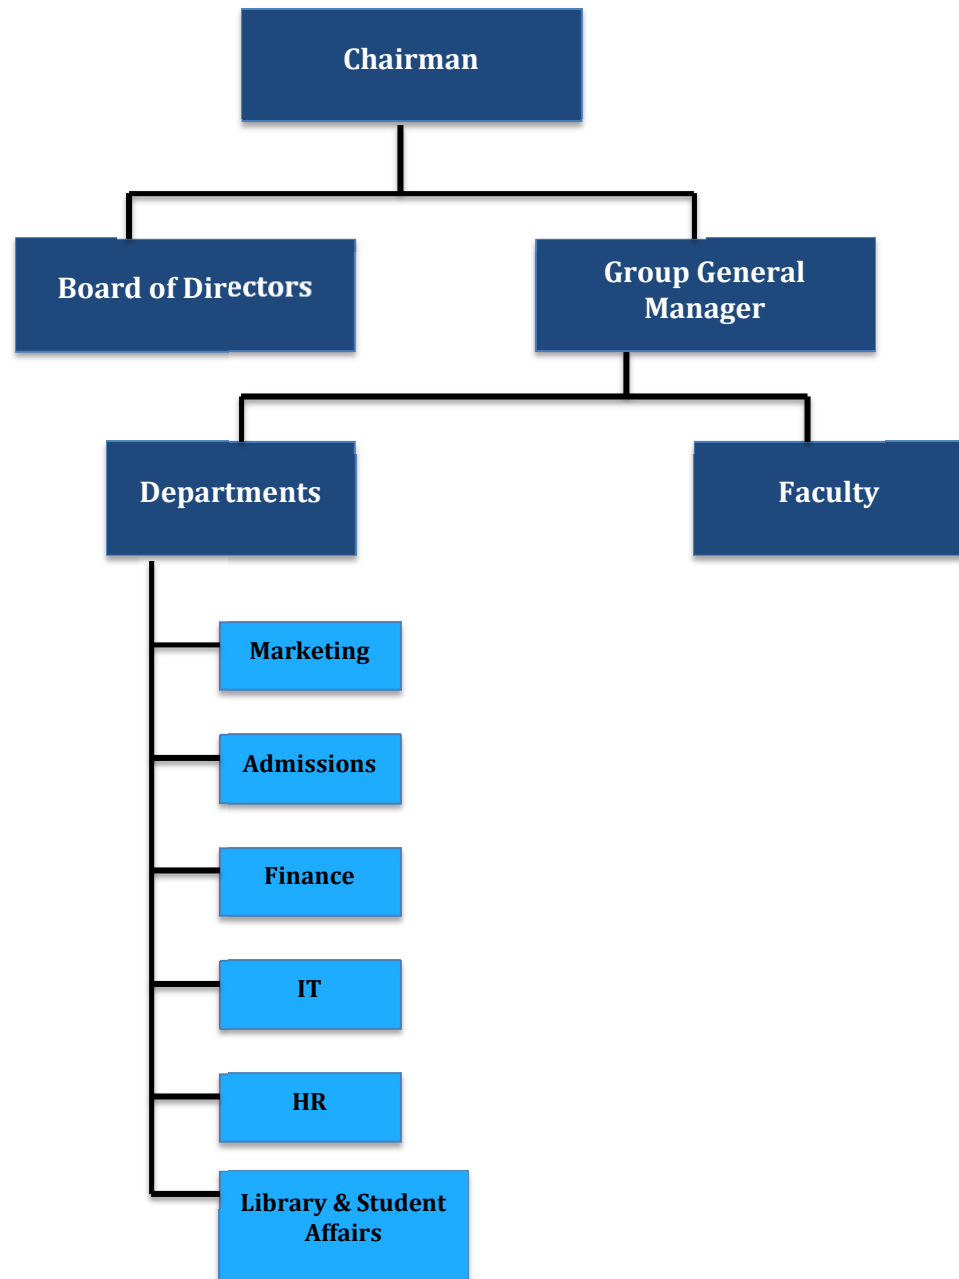 Chairman
Board of Directors
Group General
Manager
Departments
Faculty
Marketing
Admissions
Finance
IT
HR
Library & Student
Affairs